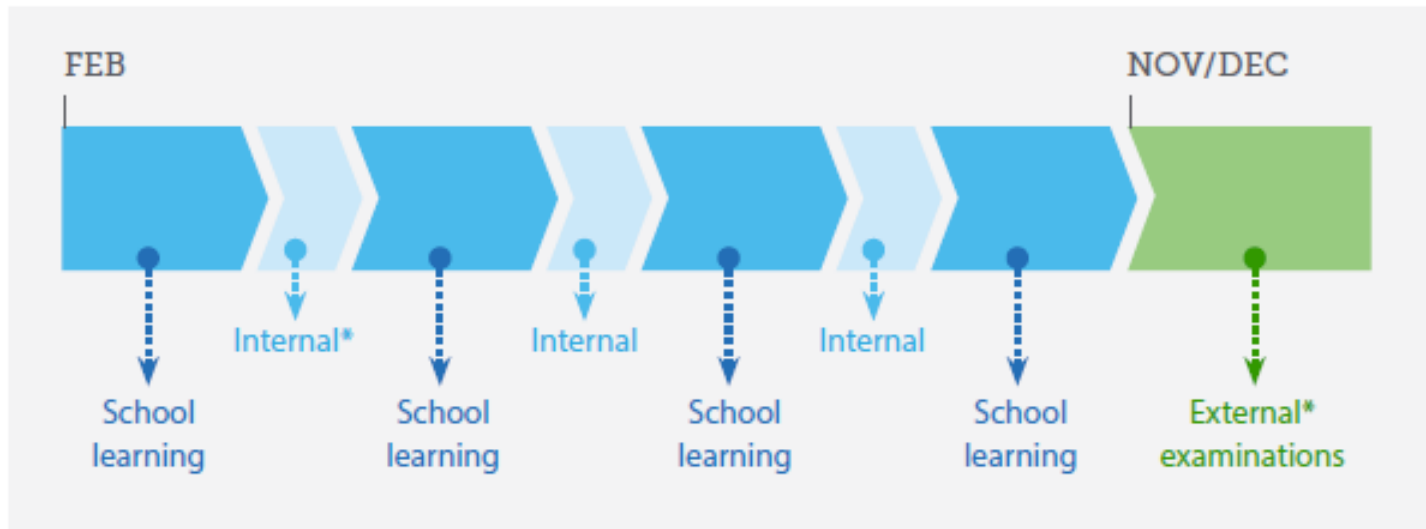 FEB
NOV/DEC
Internal*
Internal
Internal
School
learning
School
learning
School
learning
School
learning
External*
examinations